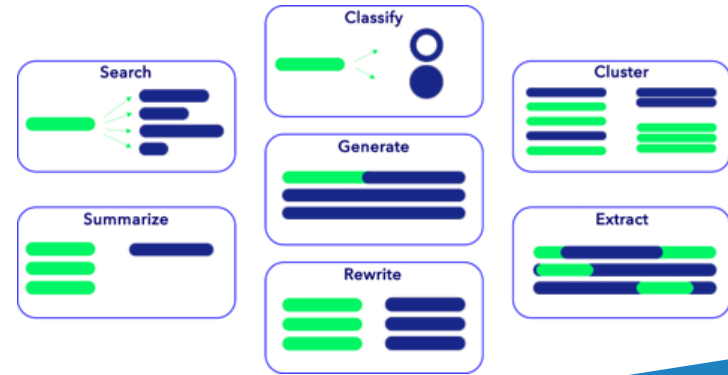 Classify
Search
Cluster
Generate
Summarize
Extract
Rewrite